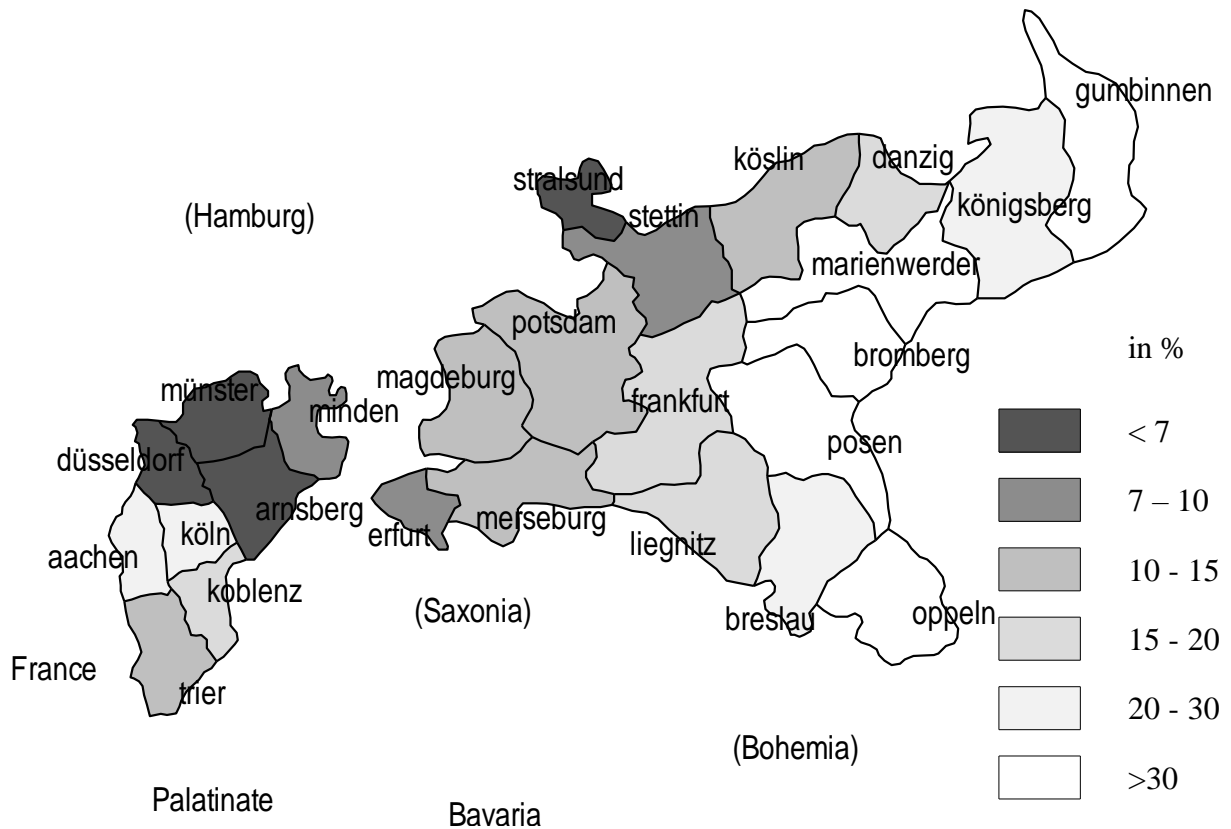 gumbinnen
köslin
danzig
stralsund
königsberg
(Hamburg)
stettin
marienwerder
potsdam
in %
bromberg
magdeburg
münster
minden
frankfurt
< 7
posen
düsseldorf
7 – 10
arnsberg
merseburg
erfurt
köln
liegnitz
aachen
10 - 15
koblenz
(Saxonia)
breslau
oppeln
15 - 20
France
trier
20 - 30
(Bohemia)
>30
Palatinate
Bavaria